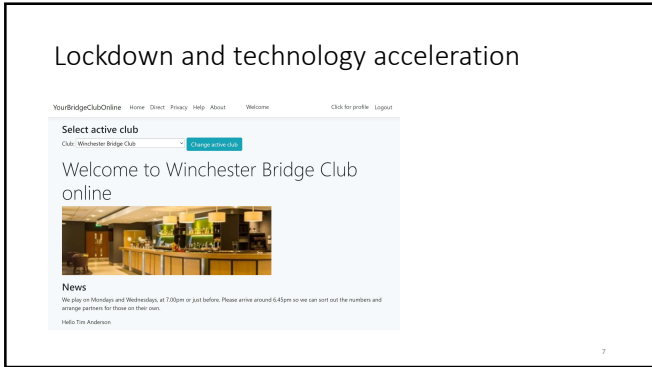 Lockdown and technology acceleration
YourBridgeClubOnline Home Direct Privacy Help About Welcome Click for profile Logout
Select active club
Club: Winchester Bridge Club Change active club
Welcome to Winchester Bridge Club
online
News
We play on Mondays and Wednesdays, at 7.00pm or just before. Please arrive around 6.45pm so we can sort out the numbers and
arrange partners for those on their own.
Hello Tim Anderson
7